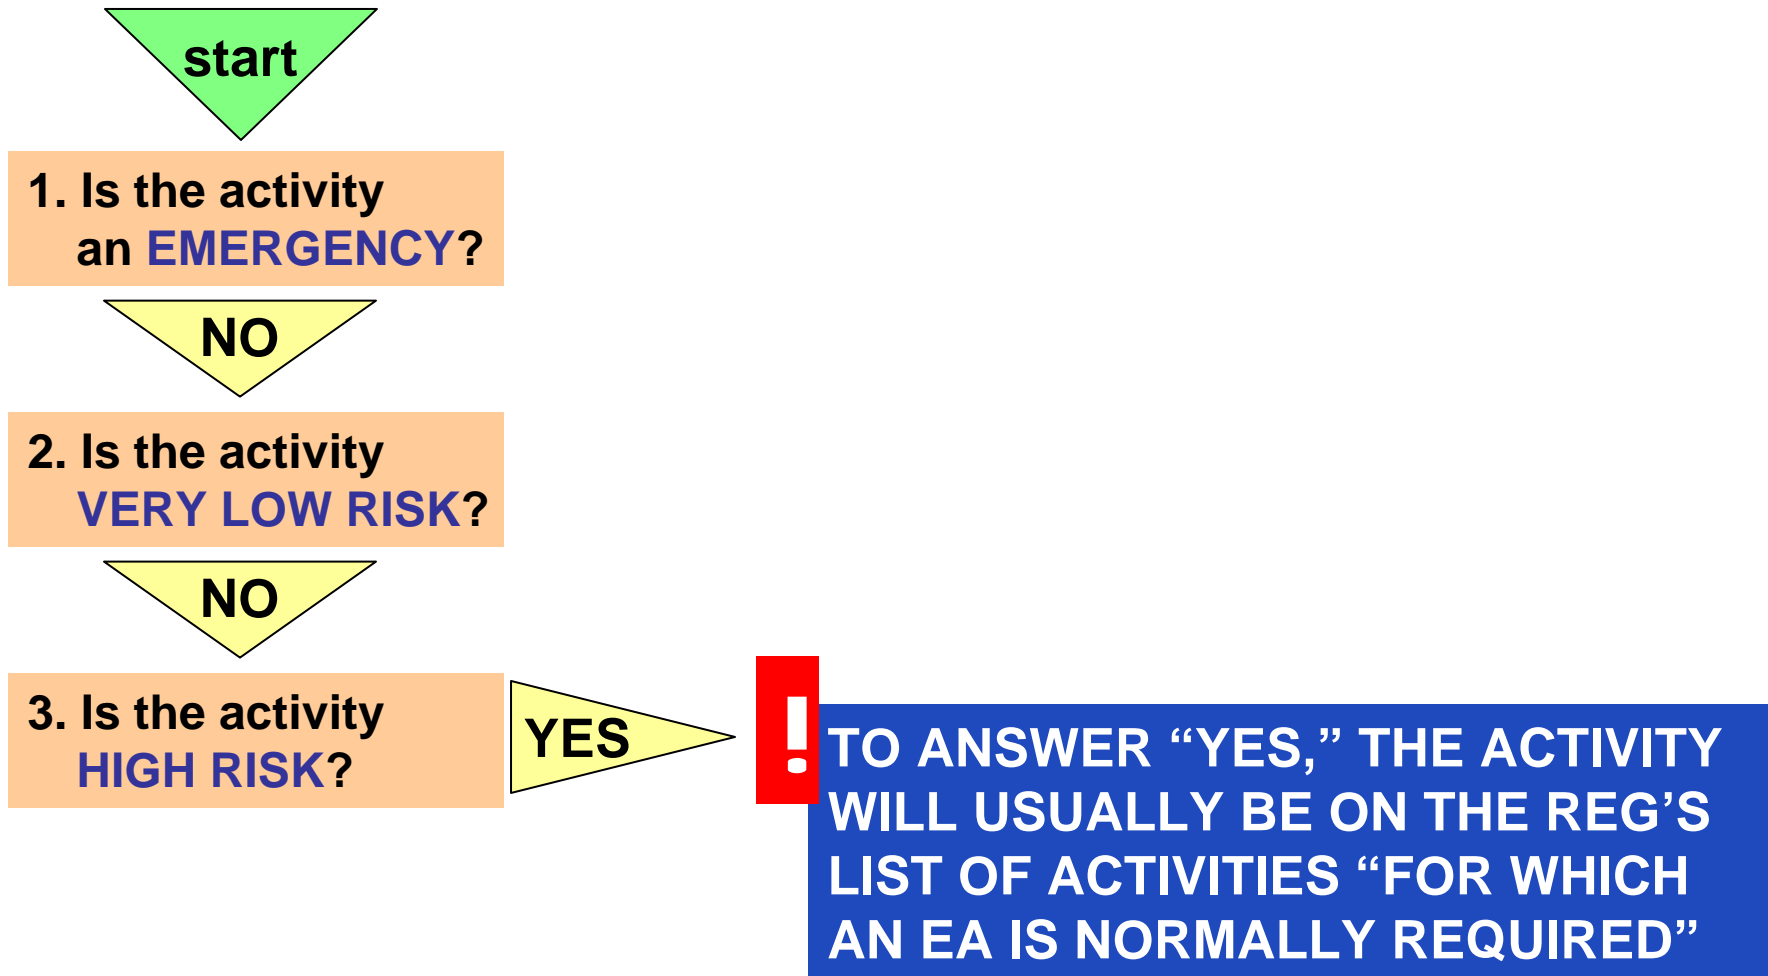 start
1. Is the activity
an EMERGENCY?
NO
2. Is the activity
VERY LOW RISK?
NO
3. Is the activity
HIGH RISK?
YES
!
TO ANSWER “YES,” THE ACTIVITY
WILL USUALLY BE ON THE REG’S
LIST OF ACTIVITIES “FOR WHICH
AN EA IS NORMALLY REQUIRED”